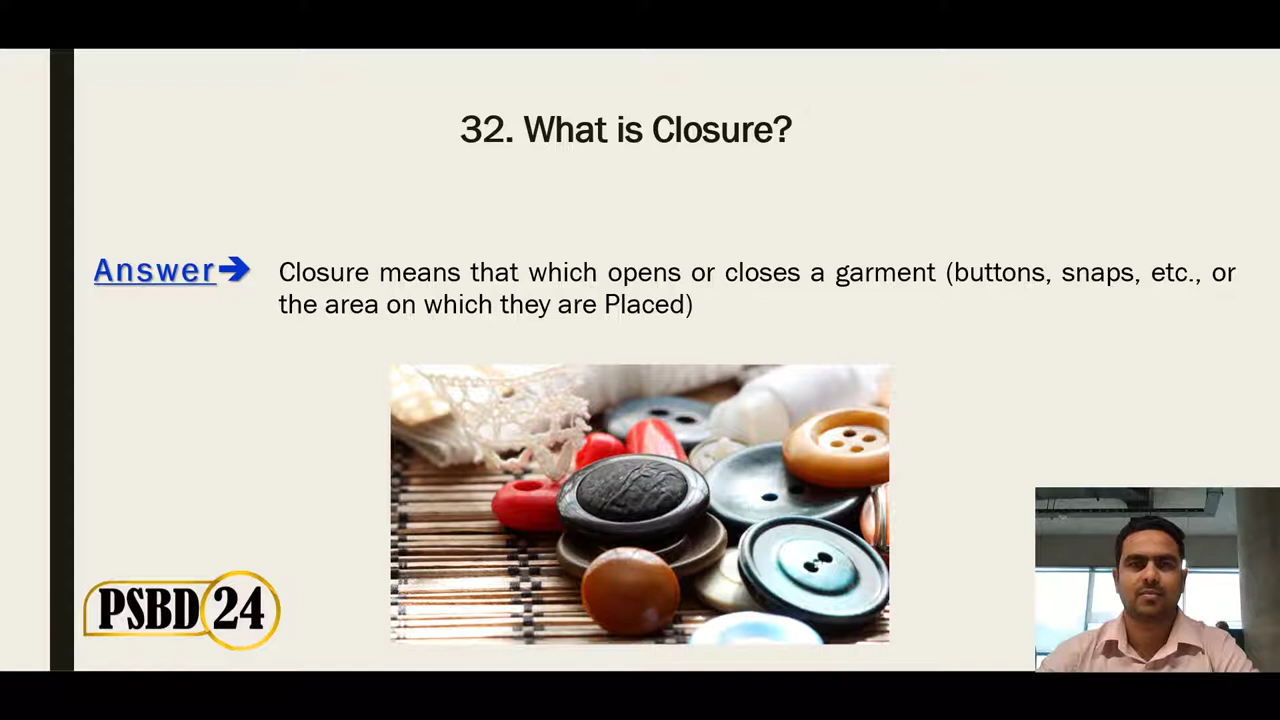 32. What is Closure?
Answer➔ Closure means that which opens or closes a garment (buttons, snaps, etc., or
the area on which they are Placed)
PSBD 24